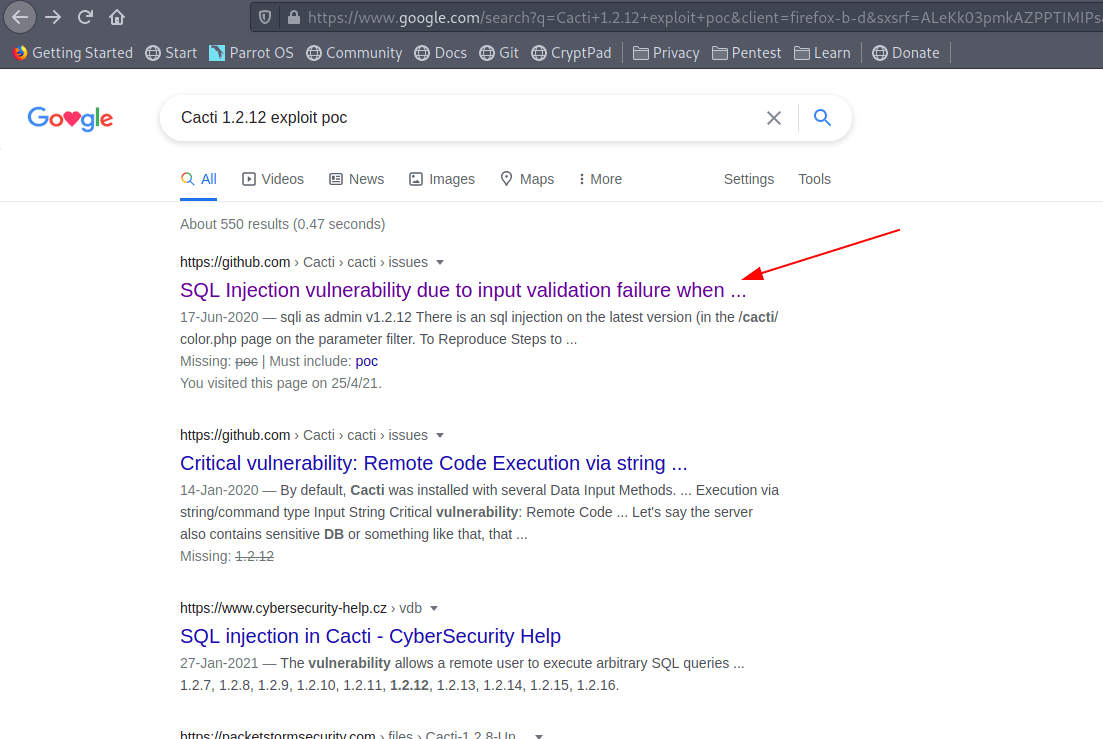 https://www.google.com/search?q=Cacti+1.2.12+exploit+poc&client=firefox-b-d&sxsrf=ALeKk03pmkAZPPTIMIPs
Getting Started Start Parrot OS Community Docs Git CryptPad Privacy Pentest Learn Donate
Google
Cacti 1.2.12 exploit poc
All Videos News Images Maps More Settings Tools
About 550 results (0.47 seconds)
https://github.com › Cacti › cacti › issues
SQL Injection vulnerability due to input validation failure when ...
17-Jun-2020 — sqli as admin v1.2.12 There is an sql injection on the latest version (in the /cacti/
color.php page on the parameter filter. To Reproduce Steps to ...
Missing: poc | Must include: poc
You visited this page on 25/4/21.
https://github.com › Cacti › cacti › issues
Critical vulnerability: Remote Code Execution via string ...
14-Jan-2020 — By default, Cacti was installed with several Data Input Methods. ... Execution via
string/command type Input String Critical vulnerability: Remote Code ... Let's say the server
also contains sensitive DB or something like that, that ...
Missing: 1.2.12
https://www.cybersecurity-help.cz › vdb
SQL injection in Cacti - CyberSecurity Help
27-Jan-2021 — The vulnerability allows a remote user to execute arbitrary SQL queries ...
1.2.7, 1.2.8, 1.2.9, 1.2.10, 1.2.11, 1.2.12, 1.2.13, 1.2.14, 1.2.15, 1.2.16.
https://packetstormsecurity.com › files › Cacti-1.2.8-Un...